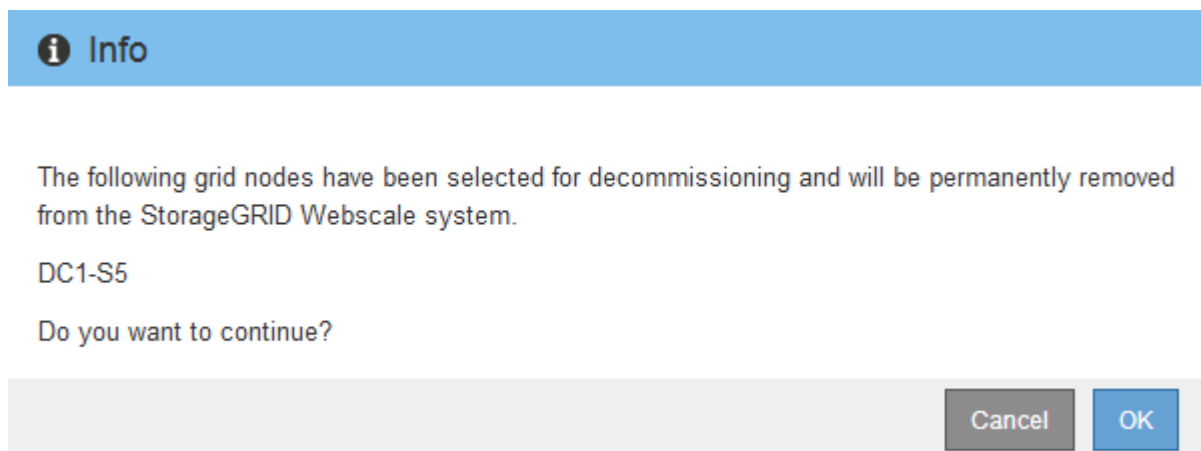 Info
The following grid nodes have been selected for decommissioning and will be permanently removed
from the StorageGRID Webscale system.
DC1-S5
Do you want to continue?
Cancel OK